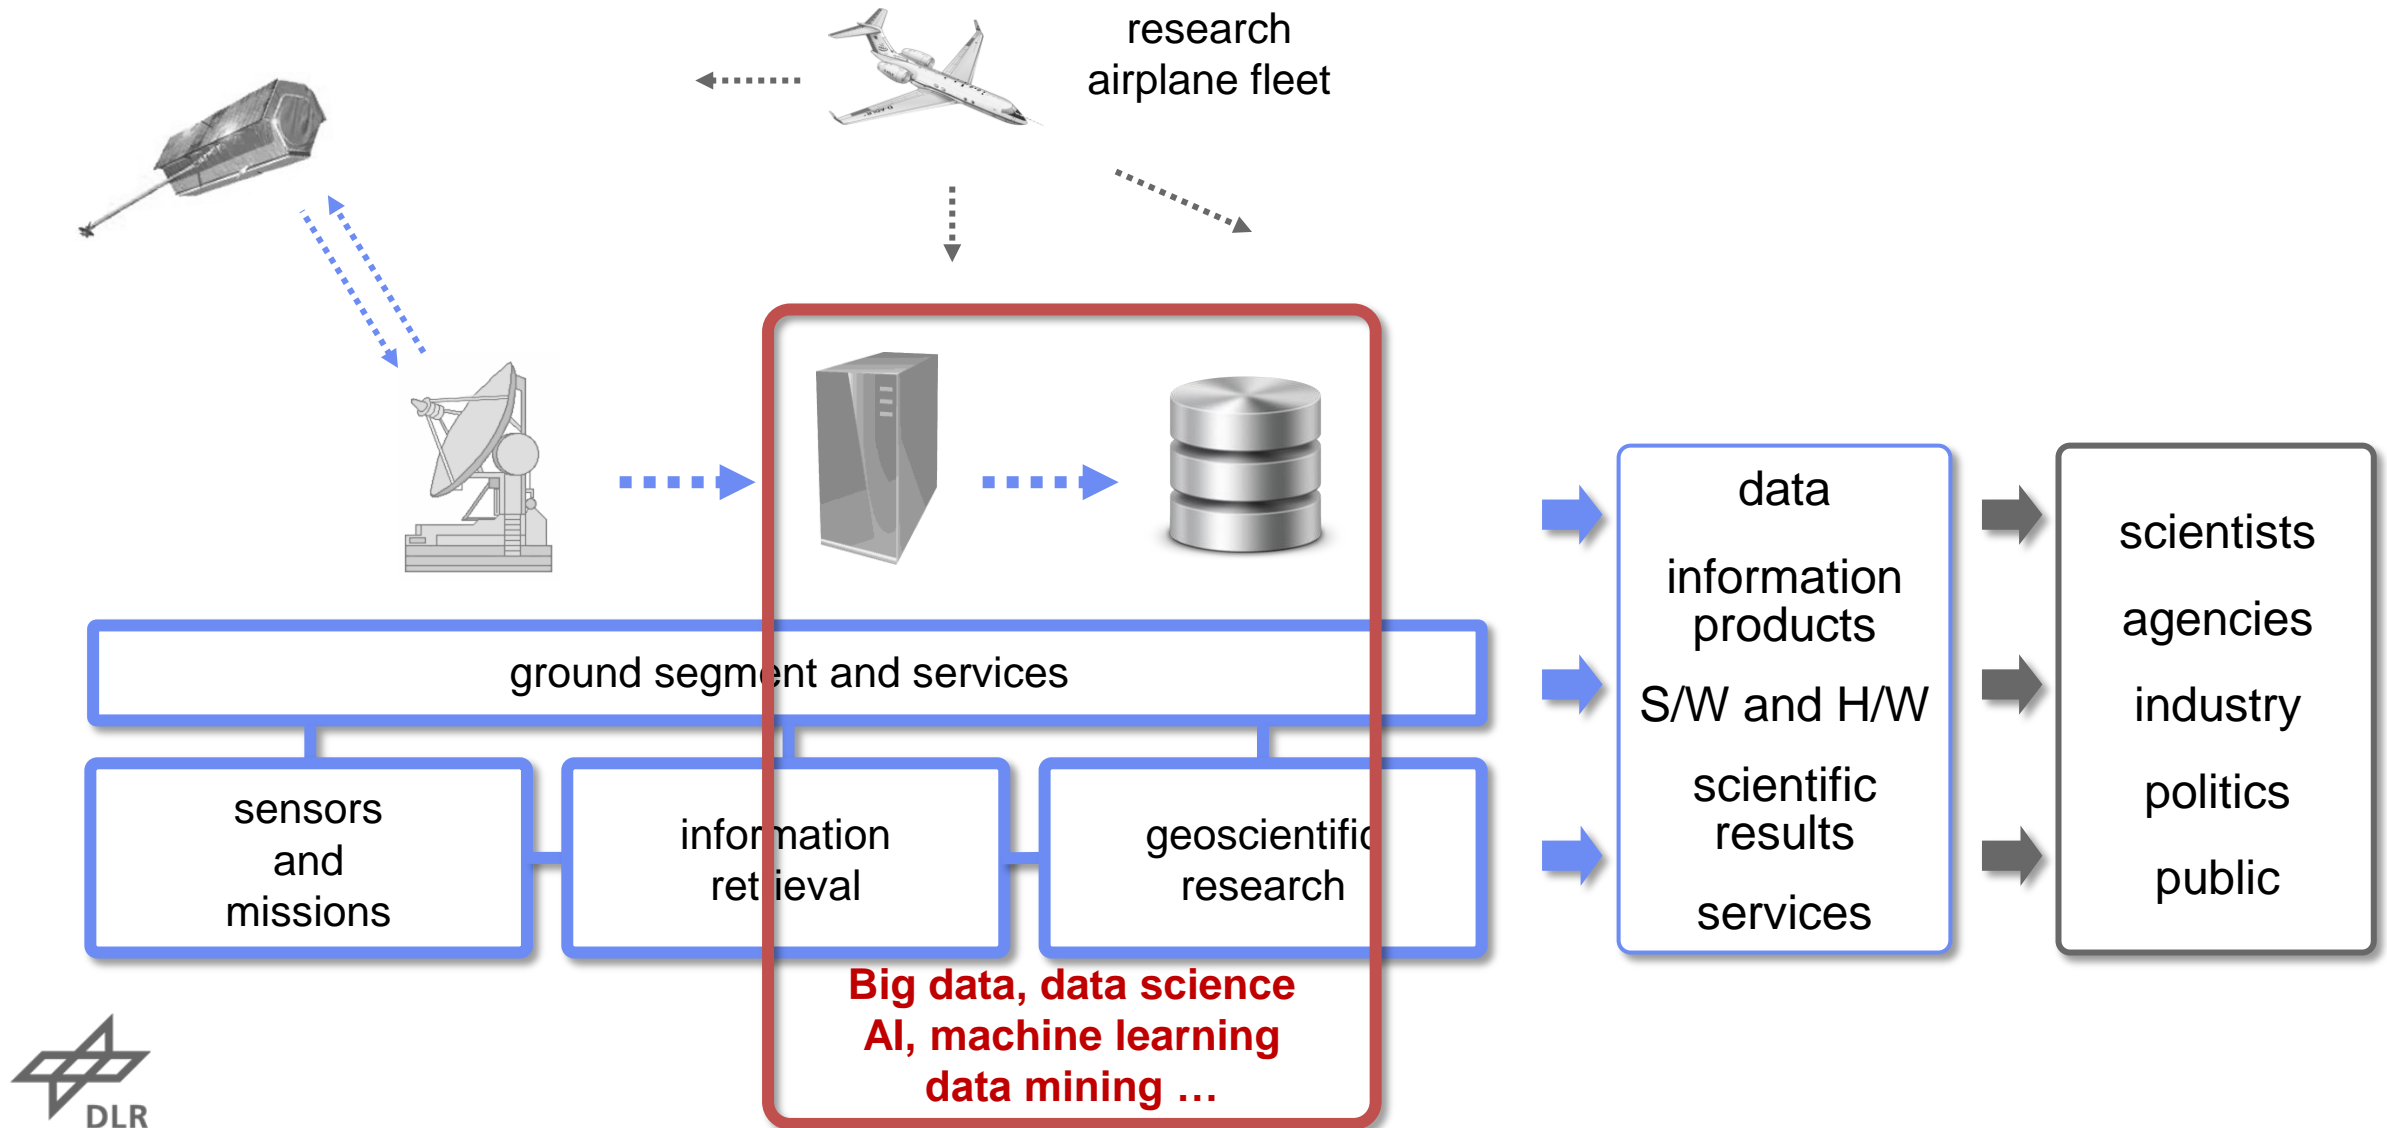 research
airplane fleet
ground segment and services
sensors
and
missions
information
retrieval
geoscientific
research
Big data, data science
AI, machine learning
data mining …
data
information
products
S/W and H/W
scientific
results
services
scientists
agencies
industry
politics
public
DLR